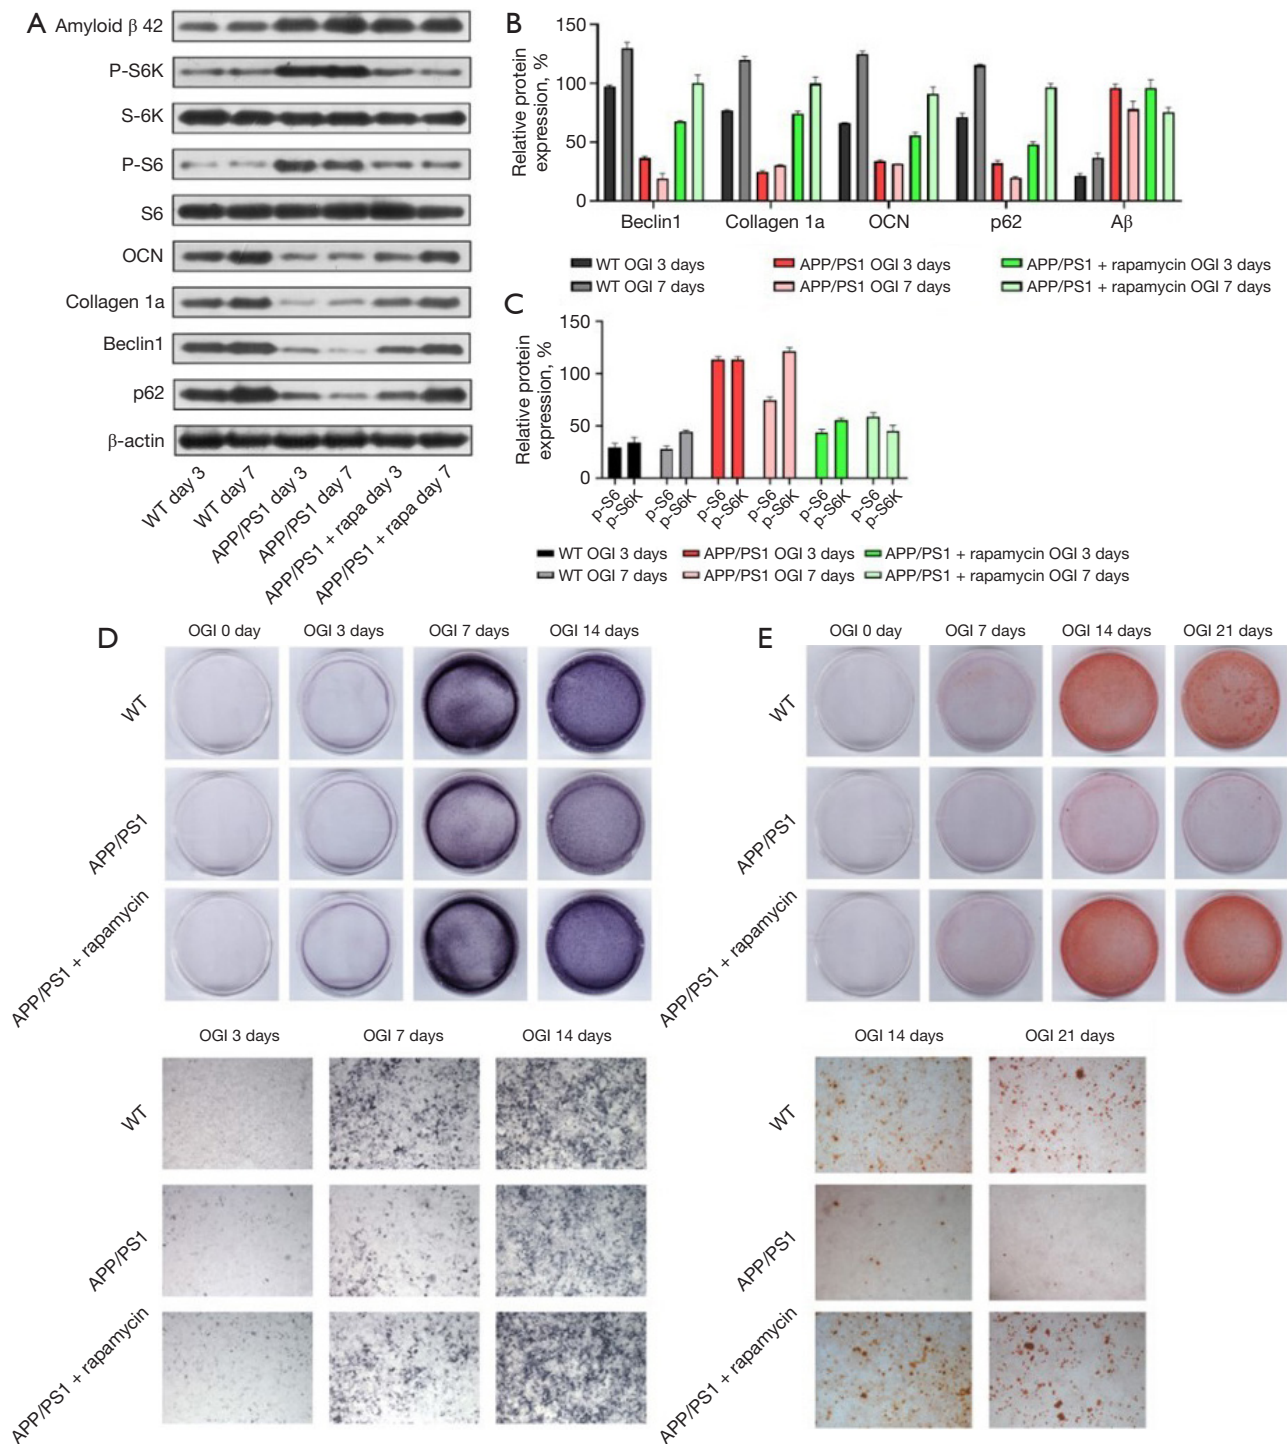 A
Amyloid β 42
P-S6K
S-6K
P-S6
S6
OCN
Collagen 1a
Beclin1
p62
β-actin
WT day 3
WT day 7
APP/PS1 day 3
APP/PS1 day 7
APP/PS1 + rapa day 3
APP/PS1 + rapa day 7
B
Relative protein
expression, %
150
100
50
0
Beclin1 Collagen 1a OCN p62 Aβ
WT OGI 3 days APP/PS1 OGI 3 days APP/PS1 + rapamycin OGI 3 days
WT OGI 7 days APP/PS1 OGI 7 days APP/PS1 + rapamycin OGI 7 days
C
Relative protein
expression, %
150
100
50
0
p-S6 p-S6K p-S6 p-S6K p-S6 p-S6K p-S6 p-S6K p-S6 p-S6K p-S6 p-S6K
WT OGI 3 days APP/PS1 OGI 3 days APP/PS1 + rapamycin OGI 3 days
WT OGI 7 days APP/PS1 OGI 7 days APP/PS1 + rapamycin OGI 7 days
D
OGI 0 day OGI 3 days OGI 7 days OGI 14 days
WT
APP/PS1
APP/PS1 + rapamycin
OGI 3 days OGI 7 days OGI 14 days
WT
APP/PS1
APP/PS1 + rapamycin
E
OGI 0 day OGI 7 days OGI 14 days OGI 21 days
WT
APP/PS1
APP/PS1 + rapamycin
OGI 14 days OGI 21 days
WT
APP/PS1
APP/PS1 + rapamycin